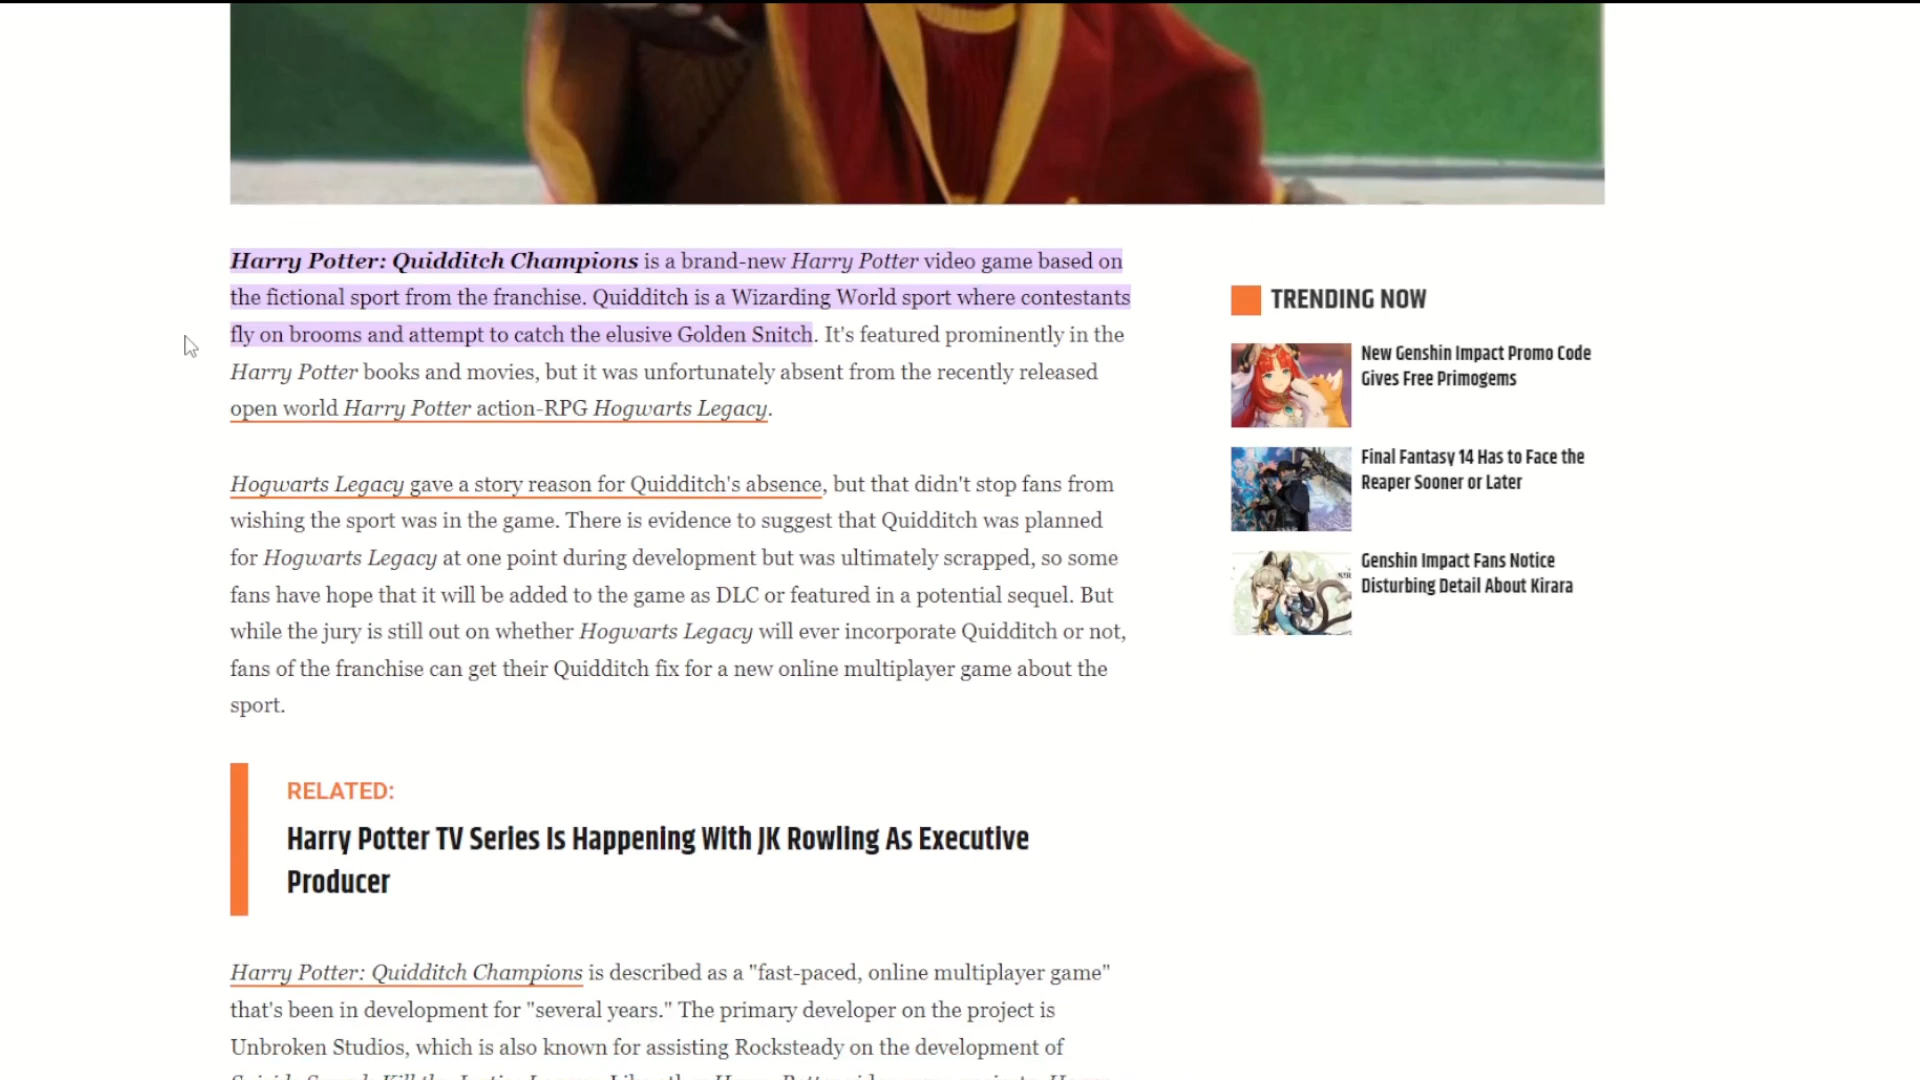 Harry Potter: Quidditch Champions is a brand-new Harry Potter video game based on
the fictional sport from the franchise. Quidditch is a Wizarding World sport where contestants
fly on brooms and attempt to catch the elusive Golden Snitch. It's featured prominently in the
Harry Potter books and movies, but it was unfortunately absent from the recently released
open world Harry Potter action-RPG Hogwarts Legacy.
Hogwarts Legacy gave a story reason for Quidditch's absence, but that didn't stop fans from
wishing the sport was in the game. There is evidence to suggest that Quidditch was planned
for Hogwarts Legacy at one point during development but was ultimately scrapped, so some
fans have hope that it will be added to the game as DLC or featured in a potential sequel. But
while the jury is still out on whether Hogwarts Legacy will ever incorporate Quidditch or not,
fans of the franchise can get their Quidditch fix for a new online multiplayer game about the
sport.
RELATED:
Harry Potter TV Series Is Happening With JK Rowling As Executive
Producer
Harry Potter: Quidditch Champions is described as a "fast-paced, online multiplayer game"
that's been in development for "several years." The primary developer on the project is
Unbroken Studios, which is also known for assisting Rocksteady on the development of
TRENDING NOW
New Genshin Impact Promo Code
Gives Free Primogems
Final Fantasy 14 Has to Face the
Reaper Sooner or Later
Genshin Impact Fans Notice
Disturbing Detail About Kirara